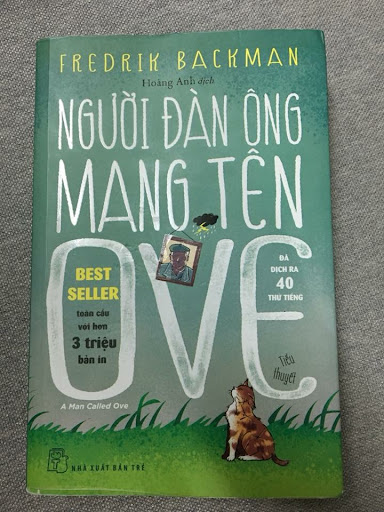 FREDRIK BACKMAN
Hoàng Anh dịch
NGƯỜI ĐÀN ÔNG
MANG TÊN
OVE
BEST
SELLER
toàn cầu
với hơn
3 triệu
bản in
ĐÃ
DỊCH RA
40
THỨ TIẾNG
Tiểu
thuyết
A Man Called Ove
NHÀ XUẤT BẢN TRẺ